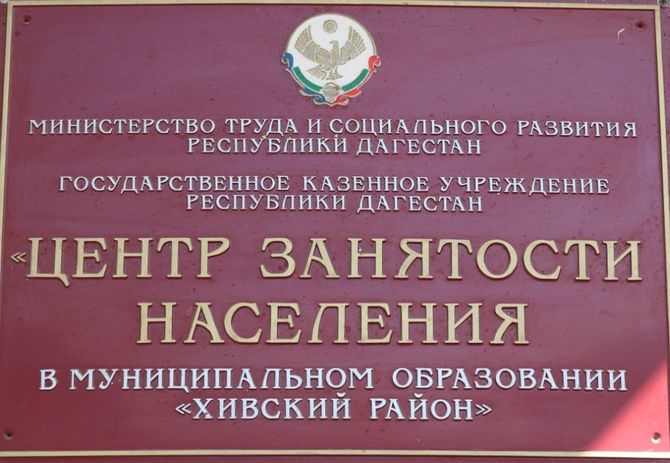 МИНИСТЕРСТВО ТРУДА И СОЦИАЛЬНОГО РАЗВИТИЯ
РЕСПУБЛИКИ ДАГЕСТАН
ГОСУДАРСТВЕННОЕ КАЗЕННОЕ УЧРЕЖДЕНИЕ
РЕСПУБЛИКИ ДАГЕСТАН
«ЦЕНТР ЗАНЯТОСТИ
НАСЕЛЕНИЯ
В МУНИЦИПАЛЬНОМ ОБРАЗОВАНИИ
«ХИВСКИЙ РАЙОН»